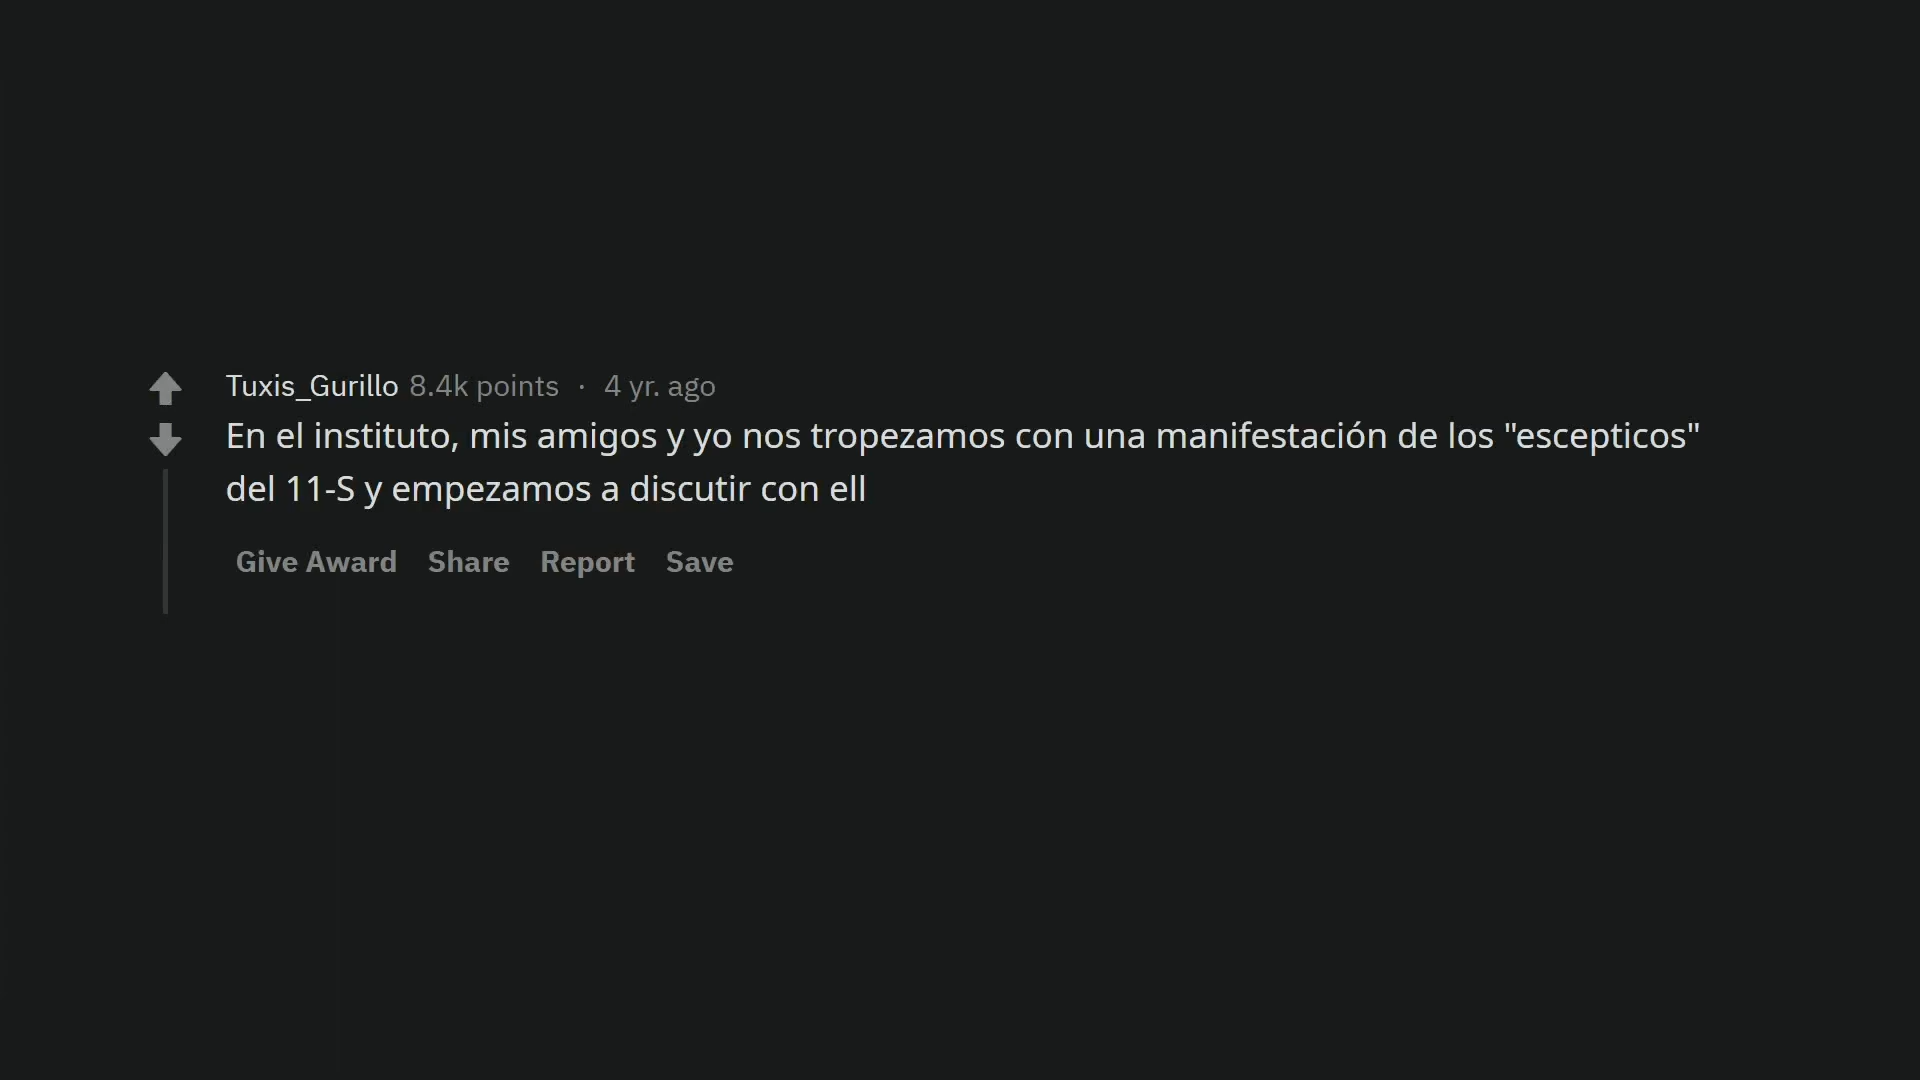 Tuxis_Gurillo 8.4k points · 4 yr. ago
En el instituto, mis amigos y yo nos tropezamos con una manifestación de los "escepticos"
del 11-S y empezamos a discutir con ell
Give Award Share Report Save